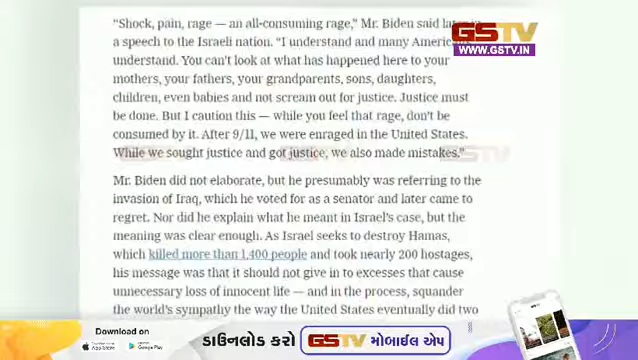 “Shock, pain, rage — an all-consuming rage,” Mr. Biden said later in
a speech to the Israeli nation. “I understand and many Americans
understand. You can’t look at what has happened here to your
mothers, your fathers, your grandparents, sons, daughters,
children, even babies and not scream out for justice. Justice must
be done. But I caution this — while you feel that rage, don’t be
consumed by it. After 9/11, we were enraged in the United States.
While we sought justice and got justice, we also made mistakes.”
Mr. Biden did not elaborate, but he presumably was referring to the
invasion of Iraq, which he voted for as a senator and later came to
regret. Nor did he explain what he meant in Israel’s case, but the
meaning was clear enough. As Israel seeks to destroy Hamas,
which killed more than 1,400 people and took nearly 200 hostages,
his message was that it should not give in to excesses that cause
unnecessary loss of innocent life — and in the process, squander
the world’s sympathy the way the United States eventually did two
GSTV
WWW.GSTV.IN
GSTV
Download on
App Store
Google Play
ડાઉનલોડ કરો GSTV મોબાઈલ એપ